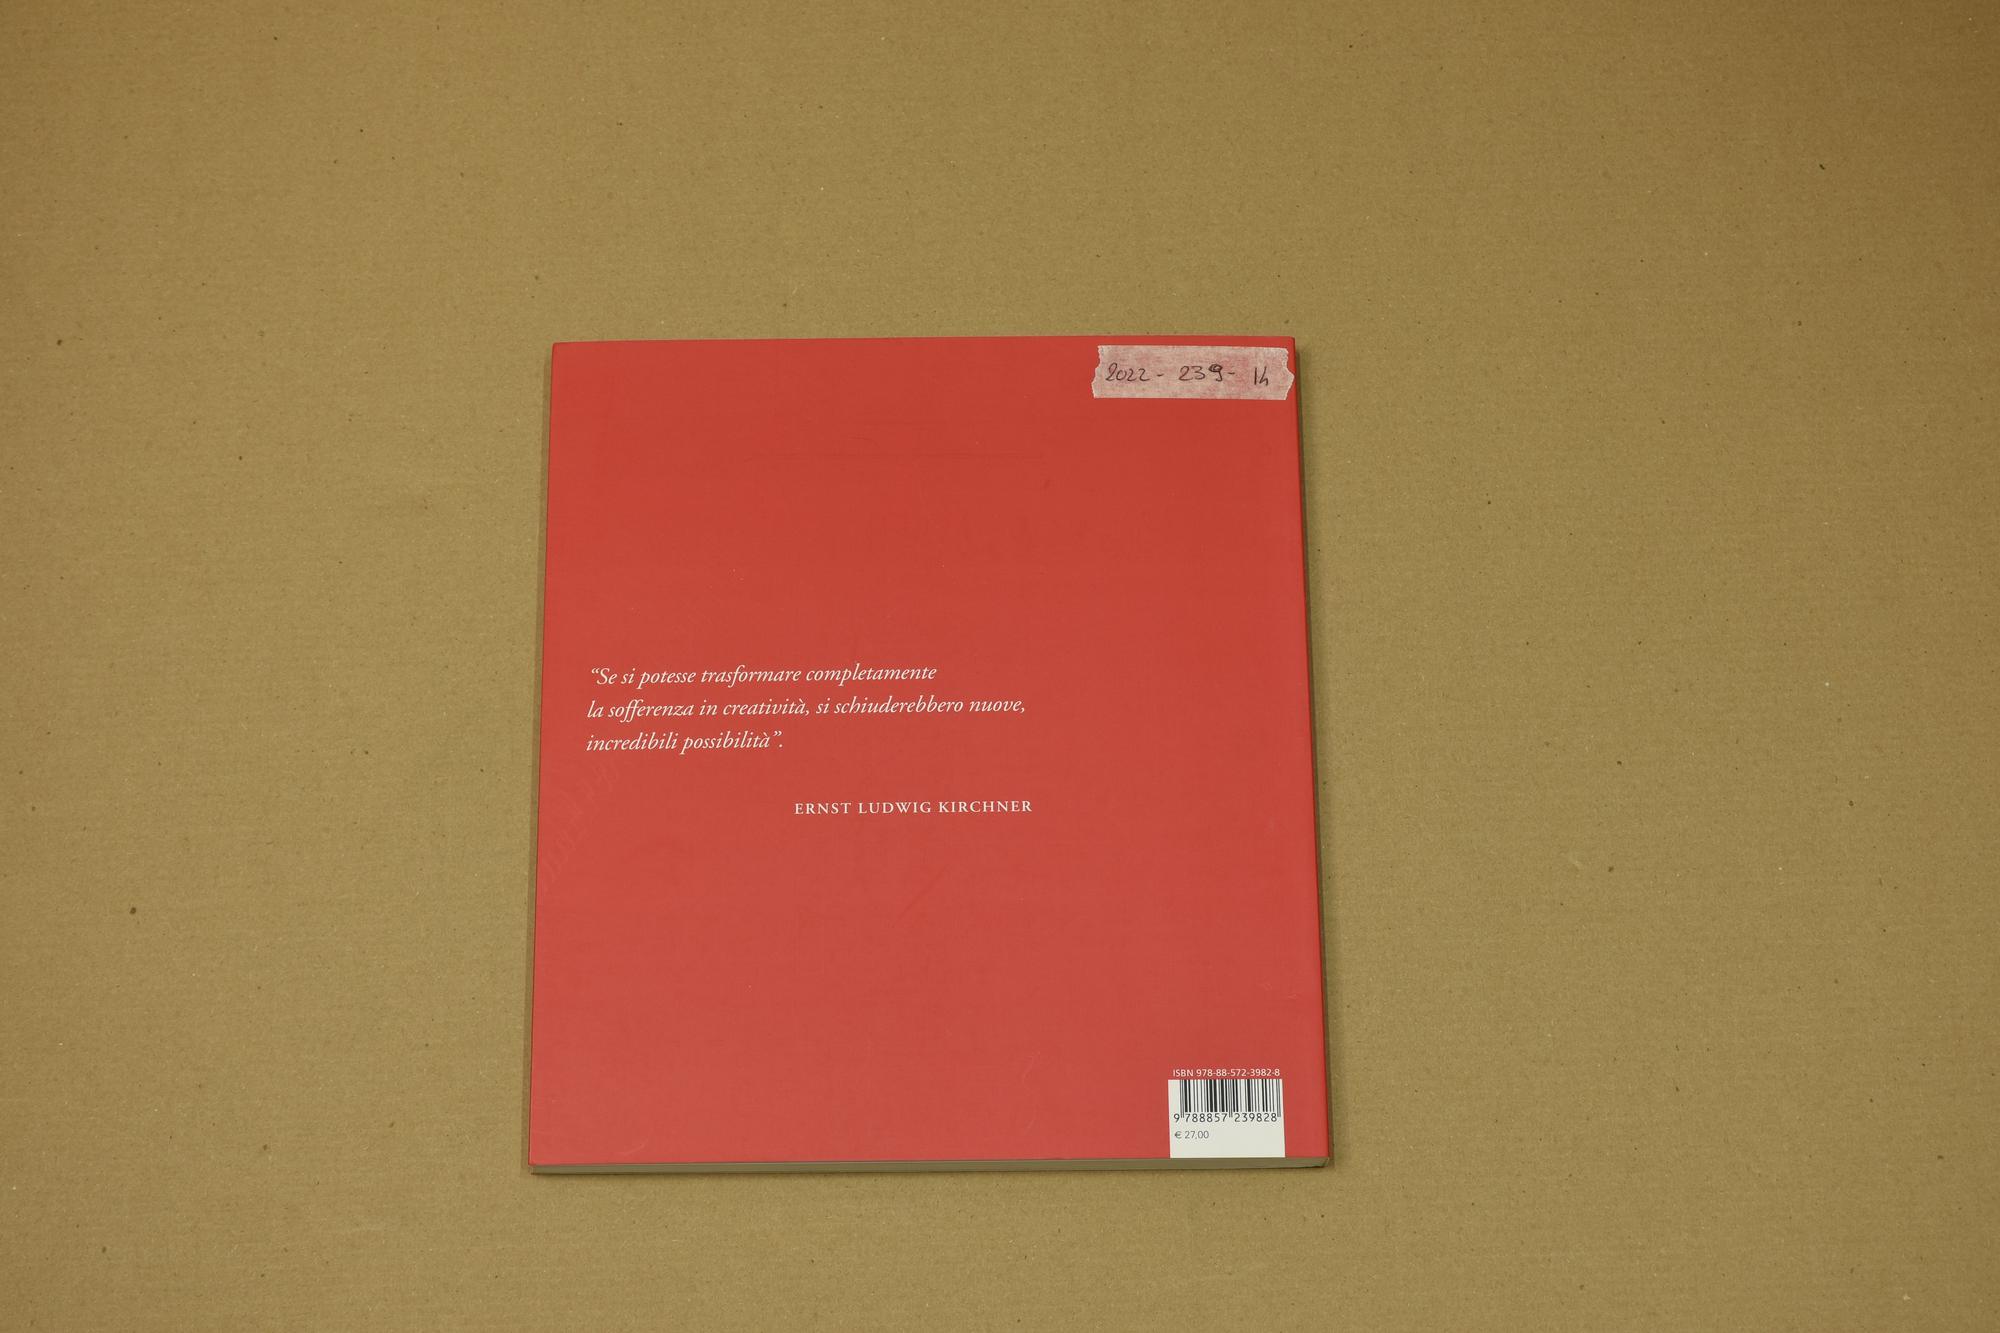 2022 - 239 - 14
“Se si potesse trasformare completamente
la sofferenza in creatività, si schiuderebbero nuove,
incredibili possibilità”.
ERNST LUDWIG KIRCHNER
ISBN 978-88-572-3982-8
9 788857 239828
€ 27,00